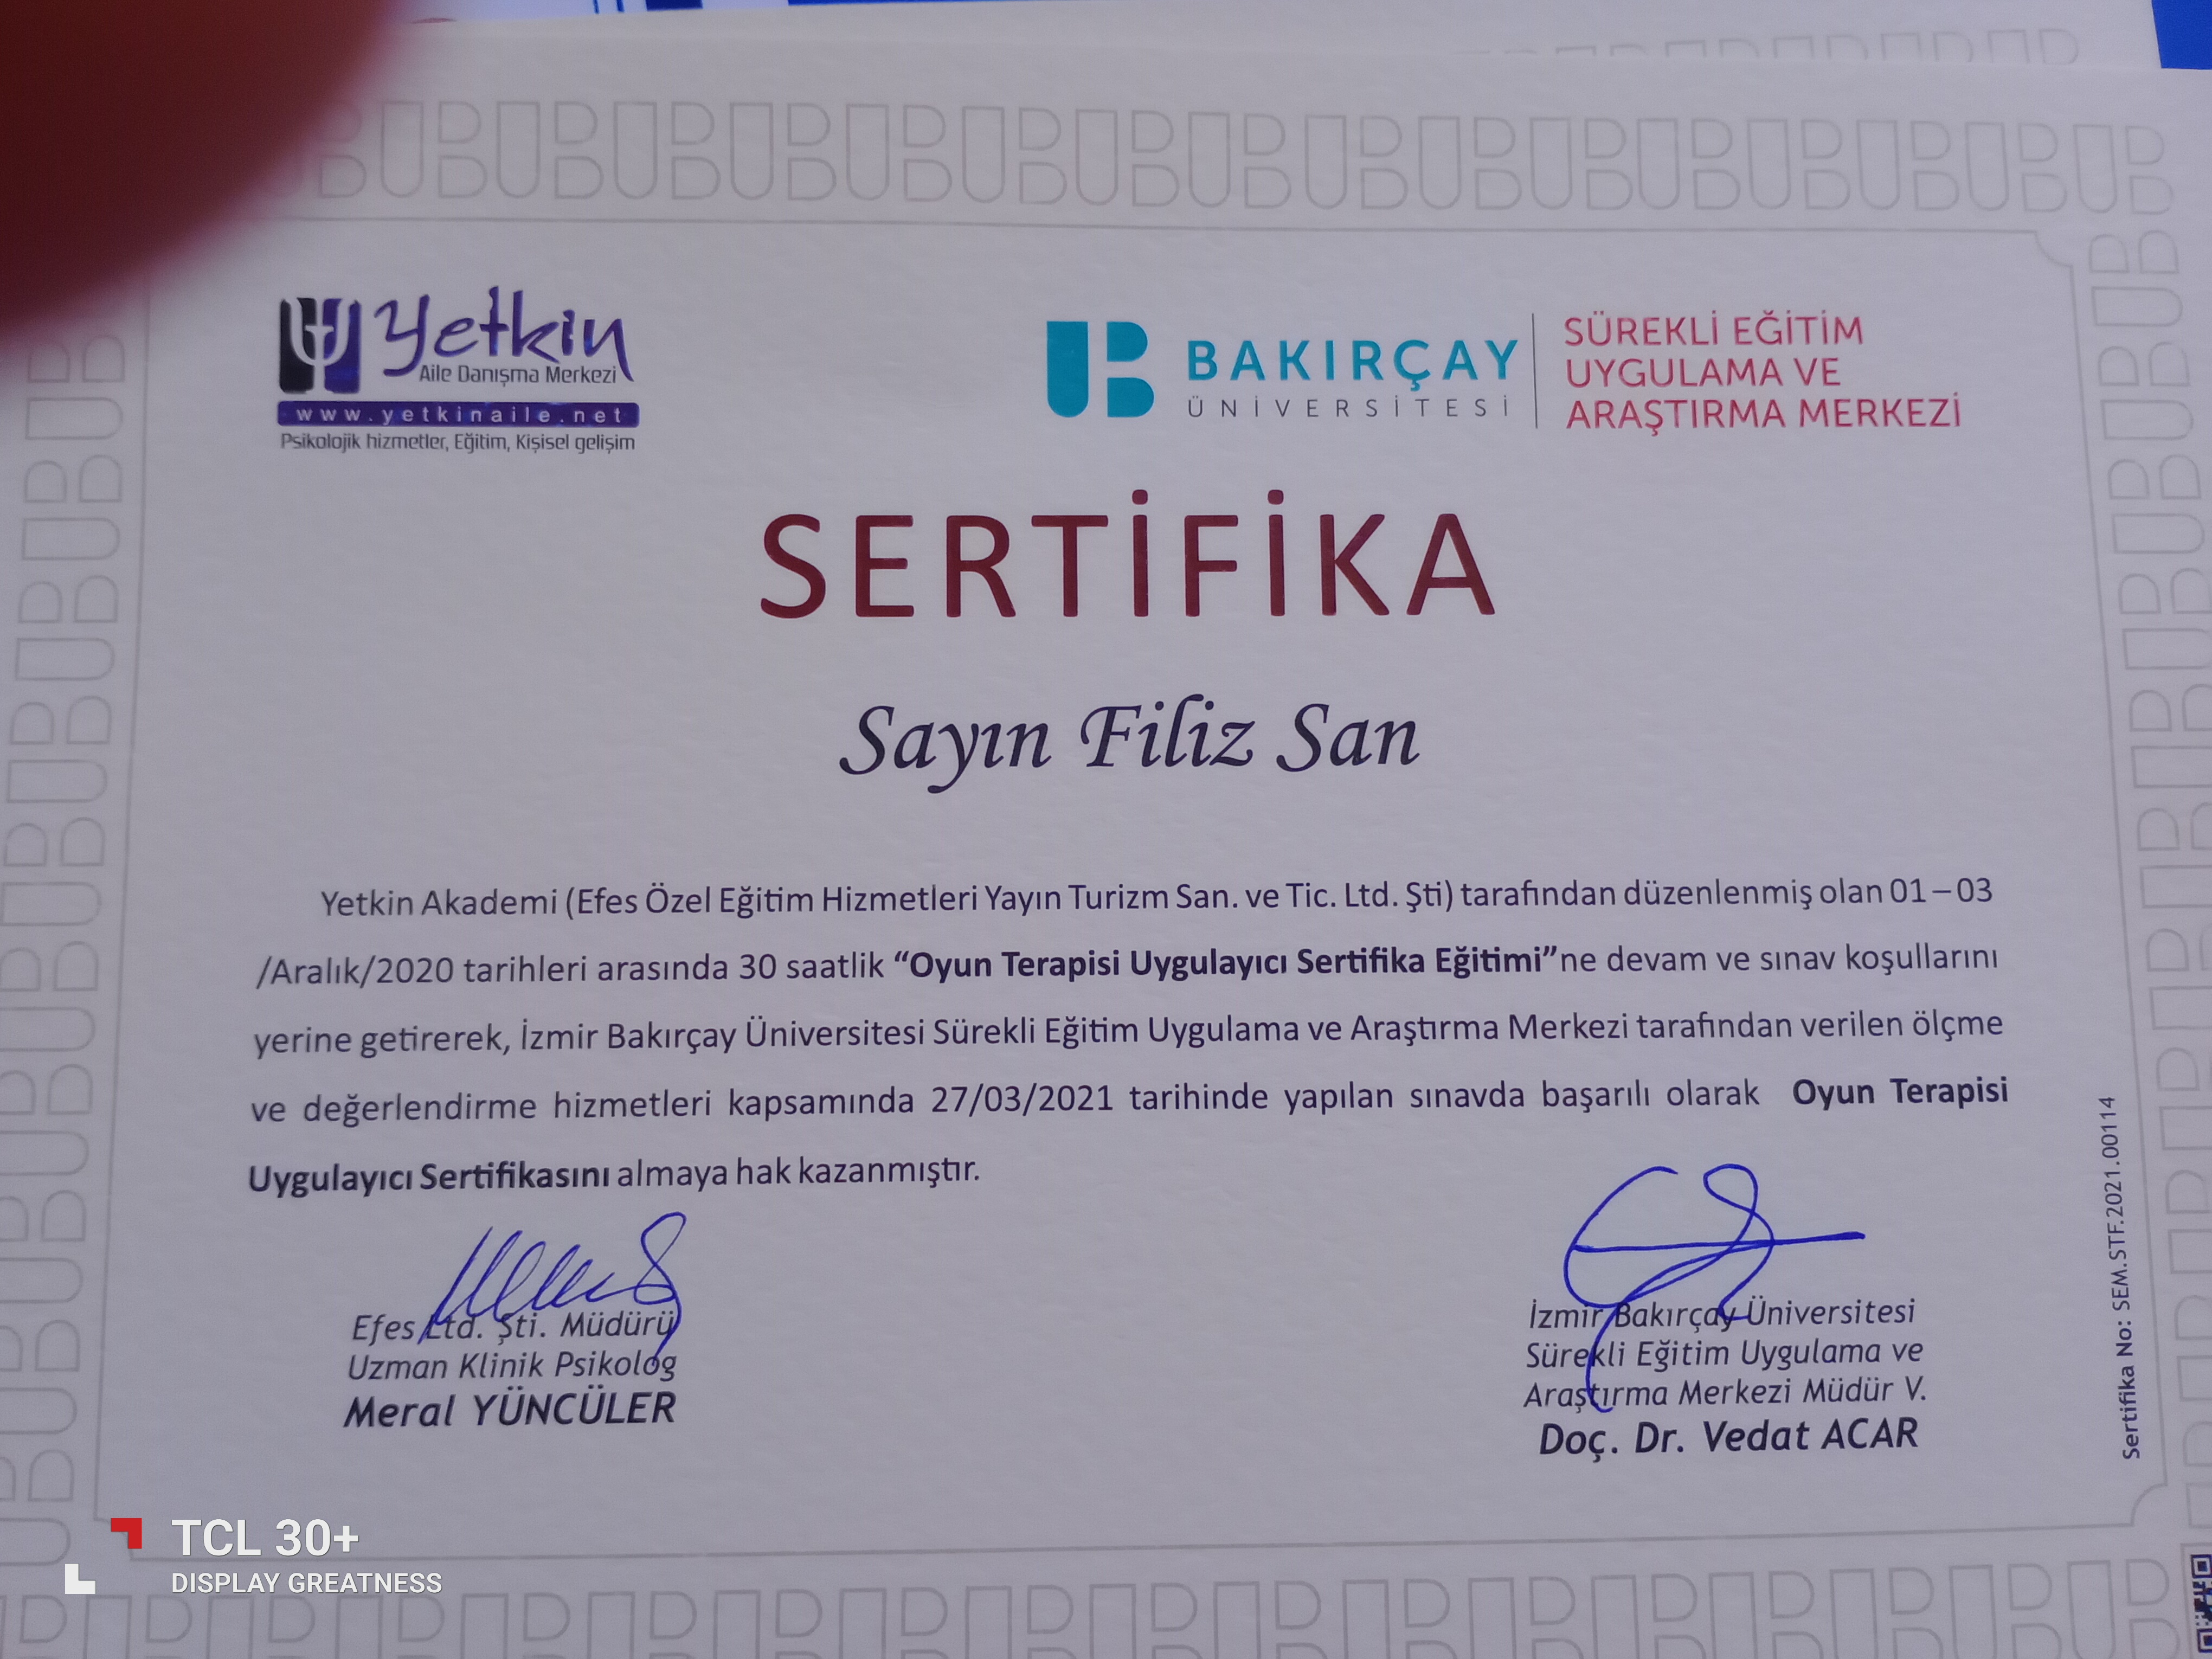 Yetkin
Aile Danışma Merkezi
www.yetkinaile.net
Psikolojik hizmetler, Eğitim, Kişisel gelişim
UB BAKIRÇAY
ÜNİVERSİTESİ
SÜREKLİ EĞİTİM
UYGULAMA VE
ARAŞTIRMA MERKEZİ
SERTİFİKA
Sayın Filiz San
Yetkin Akademi (Efes Özel Eğitim Hizmetleri Yayın Turizm San. ve Tic. Ltd. Şti) tarafından düzenlenmiş olan 01 – 03
/Aralık/2020 tarihleri arasında 30 saatlik “Oyun Terapisi Uygulayıcı Sertifika Eğitimi”ne devam ve sınav koşullarını
yerine getirerek, İzmir Bakırçay Üniversitesi Sürekli Eğitim Uygulama ve Araştırma Merkezi tarafından verilen ölçme
ve değerlendirme hizmetleri kapsamında 27/03/2021 tarihinde yapılan sınavda başarılı olarak Oyun Terapisi
Uygulayıcı Sertifikasını almaya hak kazanmıştır.
Efes Ltd. Şti. Müdürü
Uzman Klinik Psikolog
Meral YÜNCÜLER
İzmir Bakırçay Üniversitesi
Sürekli Eğitim Uygulama ve
Araştırma Merkezi Müdür V.
Doç. Dr. Vedat ACAR
Sertifika No: SEM.STF.2021.00114
TCL 30+
DISPLAY GREATNESS